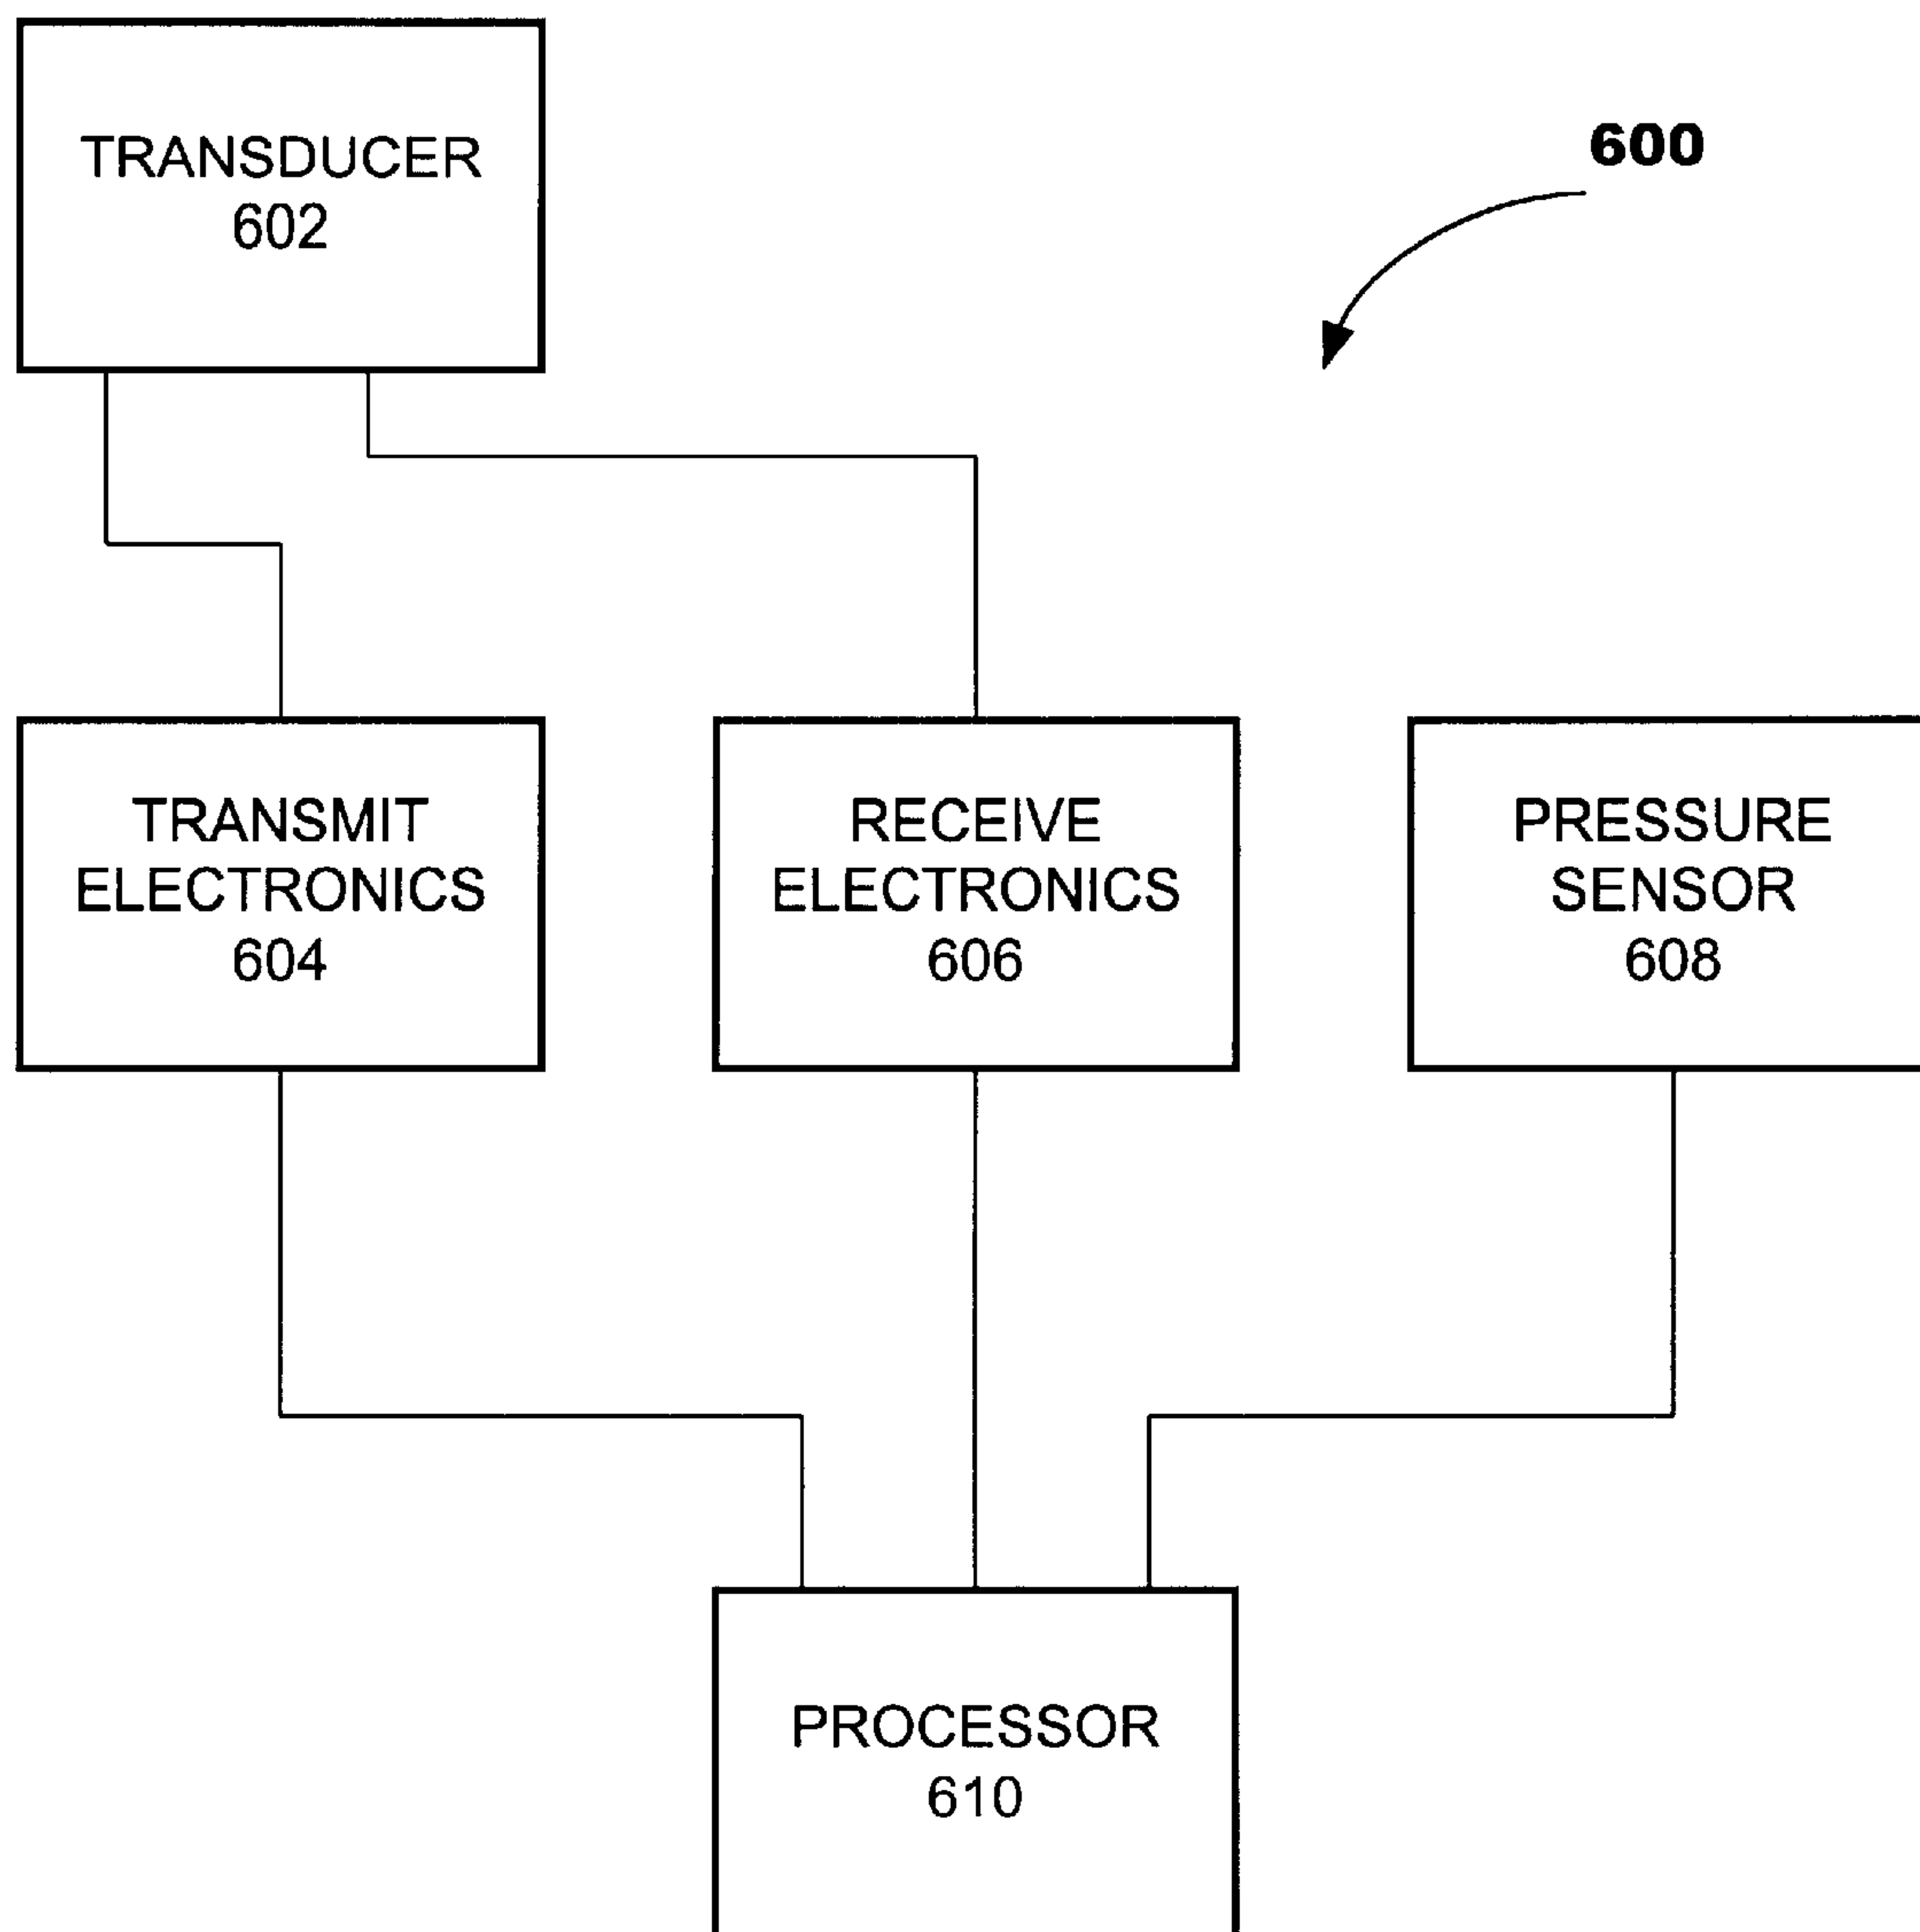 TRANSDUCER
602
600
TRANSMIT
ELECTRONICS
604
RECEIVE
ELECTRONICS
606
PRESSURE
SENSOR
608
PROCESSOR
610